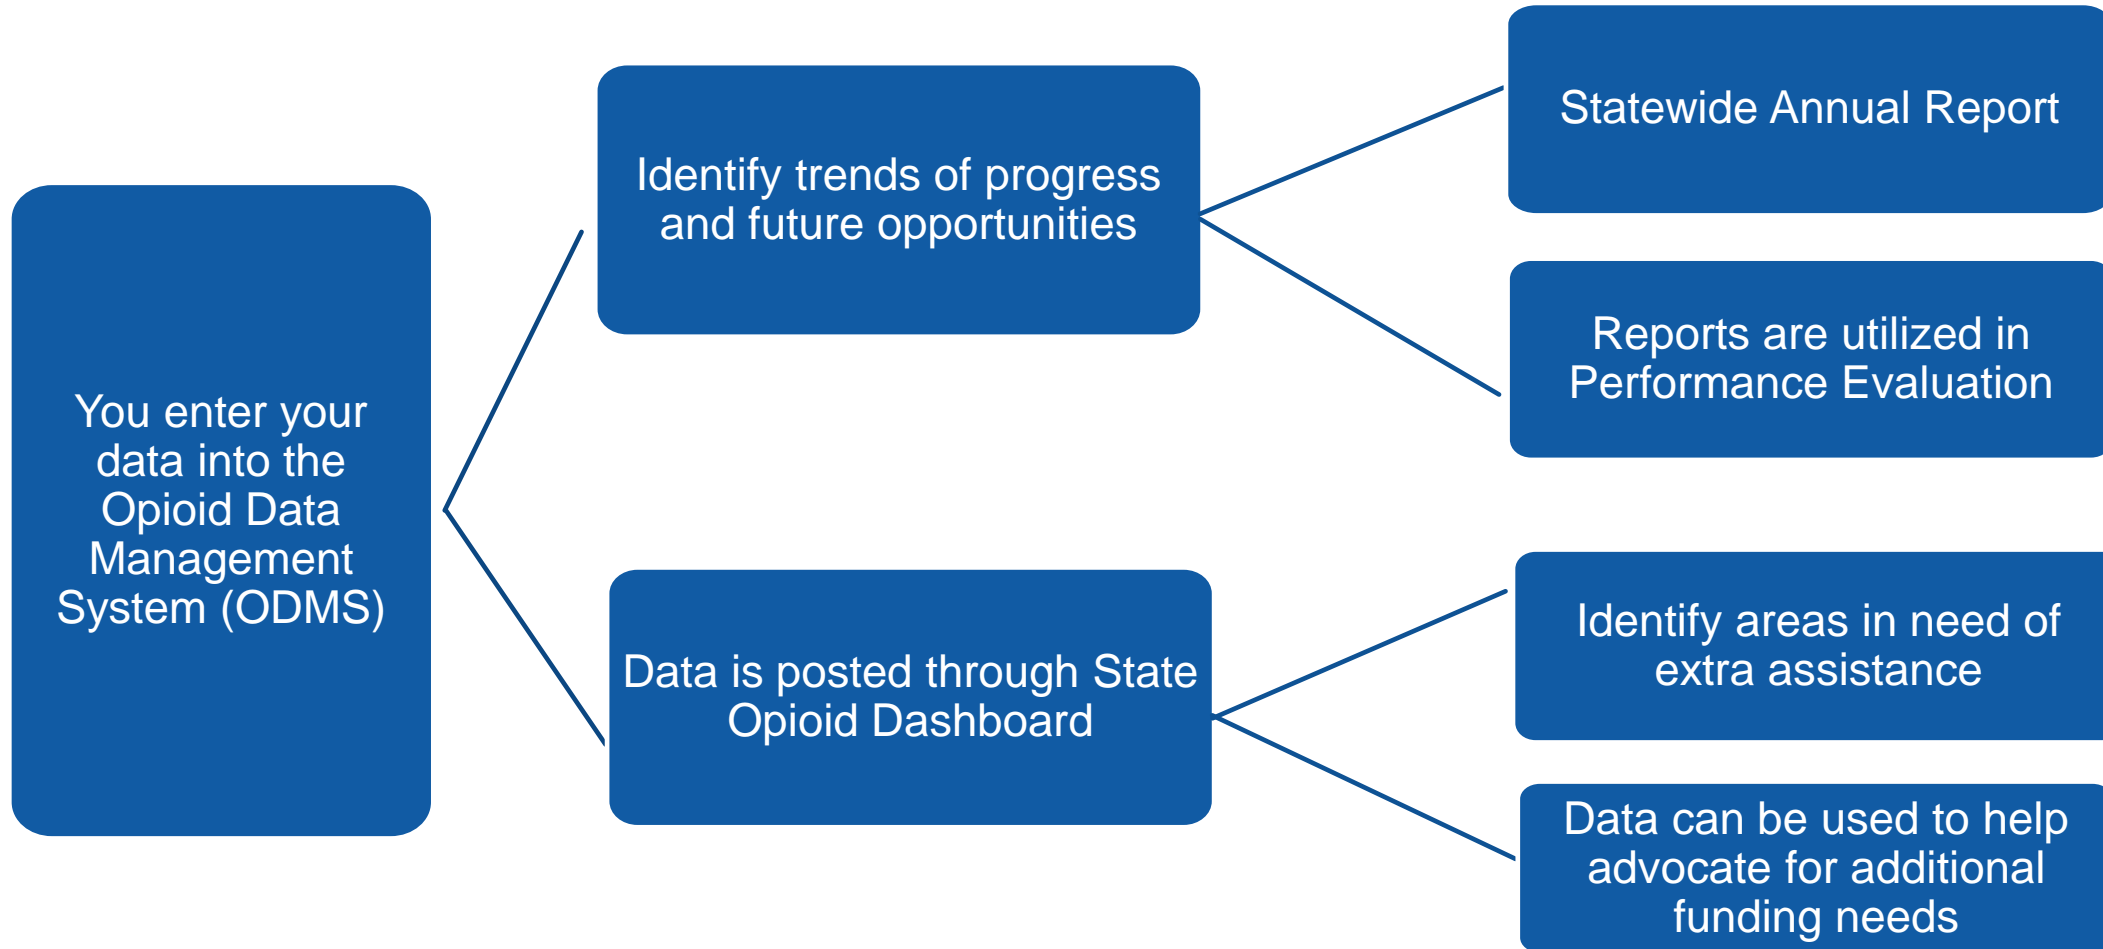 You enter your
data into the
Opioid Data
Management
System (ODMS)
Identify trends of progress
and future opportunities
Statewide Annual Report
Reports are utilized in
Performance Evaluation
Data is posted through State
Opioid Dashboard
Identify areas in need of
extra assistance
Data can be used to help
advocate for additional
funding needs